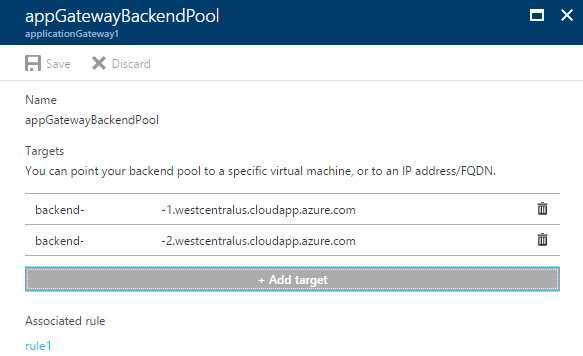 appGatewayBackendPool
applicationGateway1
Save Discard
Name
appGatewayBackendPool
Targets
You can point your backend pool to a specific virtual machine, or to an IP address/FQDN.
backend- -1.westcentralus.cloudapp.azure.com
backend- -2.westcentralus.cloudapp.azure.com
+ Add target
Associated rule
rule1